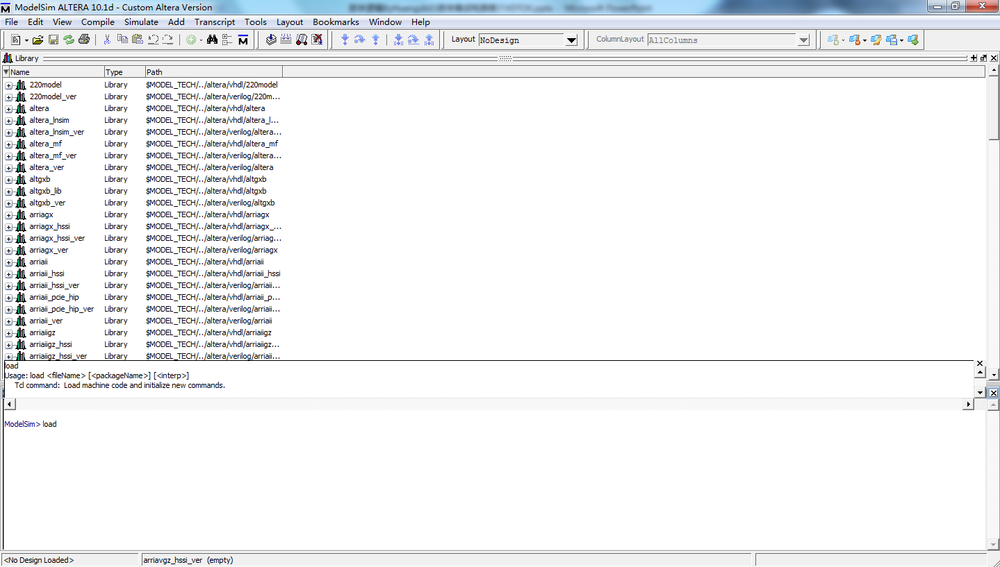 ModelSim ALTERA 10.1d - Custom Altera Version
File Edit View Compile Simulate Add Transcript Tools Layout Bookmarks Window Help
Layout NoDesign ColumnLayout AllColumns
Library
Name Type Path
220model Library $MODEL_TECH/../altera/vhdl/220model
220model_ver Library $MODEL_TECH/../altera/verilog/220m...
altera Library $MODEL_TECH/../altera/vhdl/altera
altera_lnsim Library $MODEL_TECH/../altera/vhdl/altera_l...
altera_lnsim_ver Library $MODEL_TECH/../altera/verilog/altera...
altera_mf Library $MODEL_TECH/../altera/vhdl/altera_mf
altera_mf_ver Library $MODEL_TECH/../altera/verilog/altera...
altera_ver Library $MODEL_TECH/../altera/verilog/altera
altgxb Library $MODEL_TECH/../altera/vhdl/altgxb
altgxb_lib Library $MODEL_TECH/../altera/vhdl/altgxb
altgxb_ver Library $MODEL_TECH/../altera/verilog/altgxb
arriagx Library $MODEL_TECH/../altera/vhdl/arriagx
arriagx_hssi Library $MODEL_TECH/../altera/vhdl/arriagx_...
arriagx_hssi_ver Library $MODEL_TECH/../altera/verilog/arriag...
arriagx_ver Library $MODEL_TECH/../altera/verilog/arriagx
arriaii Library $MODEL_TECH/../altera/vhdl/arriaii
arriaii_hssi Library $MODEL_TECH/../altera/vhdl/arriaii_hssi
arriaii_hssi_ver Library $MODEL_TECH/../altera/verilog/arriaii...
arriaii_pcie_hip Library $MODEL_TECH/../altera/vhdl/arriaii_p...
arriaii_pcie_hip_ver Library $MODEL_TECH/../altera/verilog/arriaii...
arriaii_ver Library $MODEL_TECH/../altera/verilog/arriaii
arriaiigz Library $MODEL_TECH/../altera/vhdl/arriaiigz
arriaiigz_hssi Library $MODEL_TECH/../altera/vhdl/arriaiigz...
arriaiigz_hssi_ver Library $MODEL_TECH/../altera/verilog/arriaii...
load
Usage: load <fileName> [<packageName>] [<interp>]
Tcl command: Load machine code and initialize new commands.
ModelSim> load
<No Design Loaded> arriavgz_hssi_ver (empty)